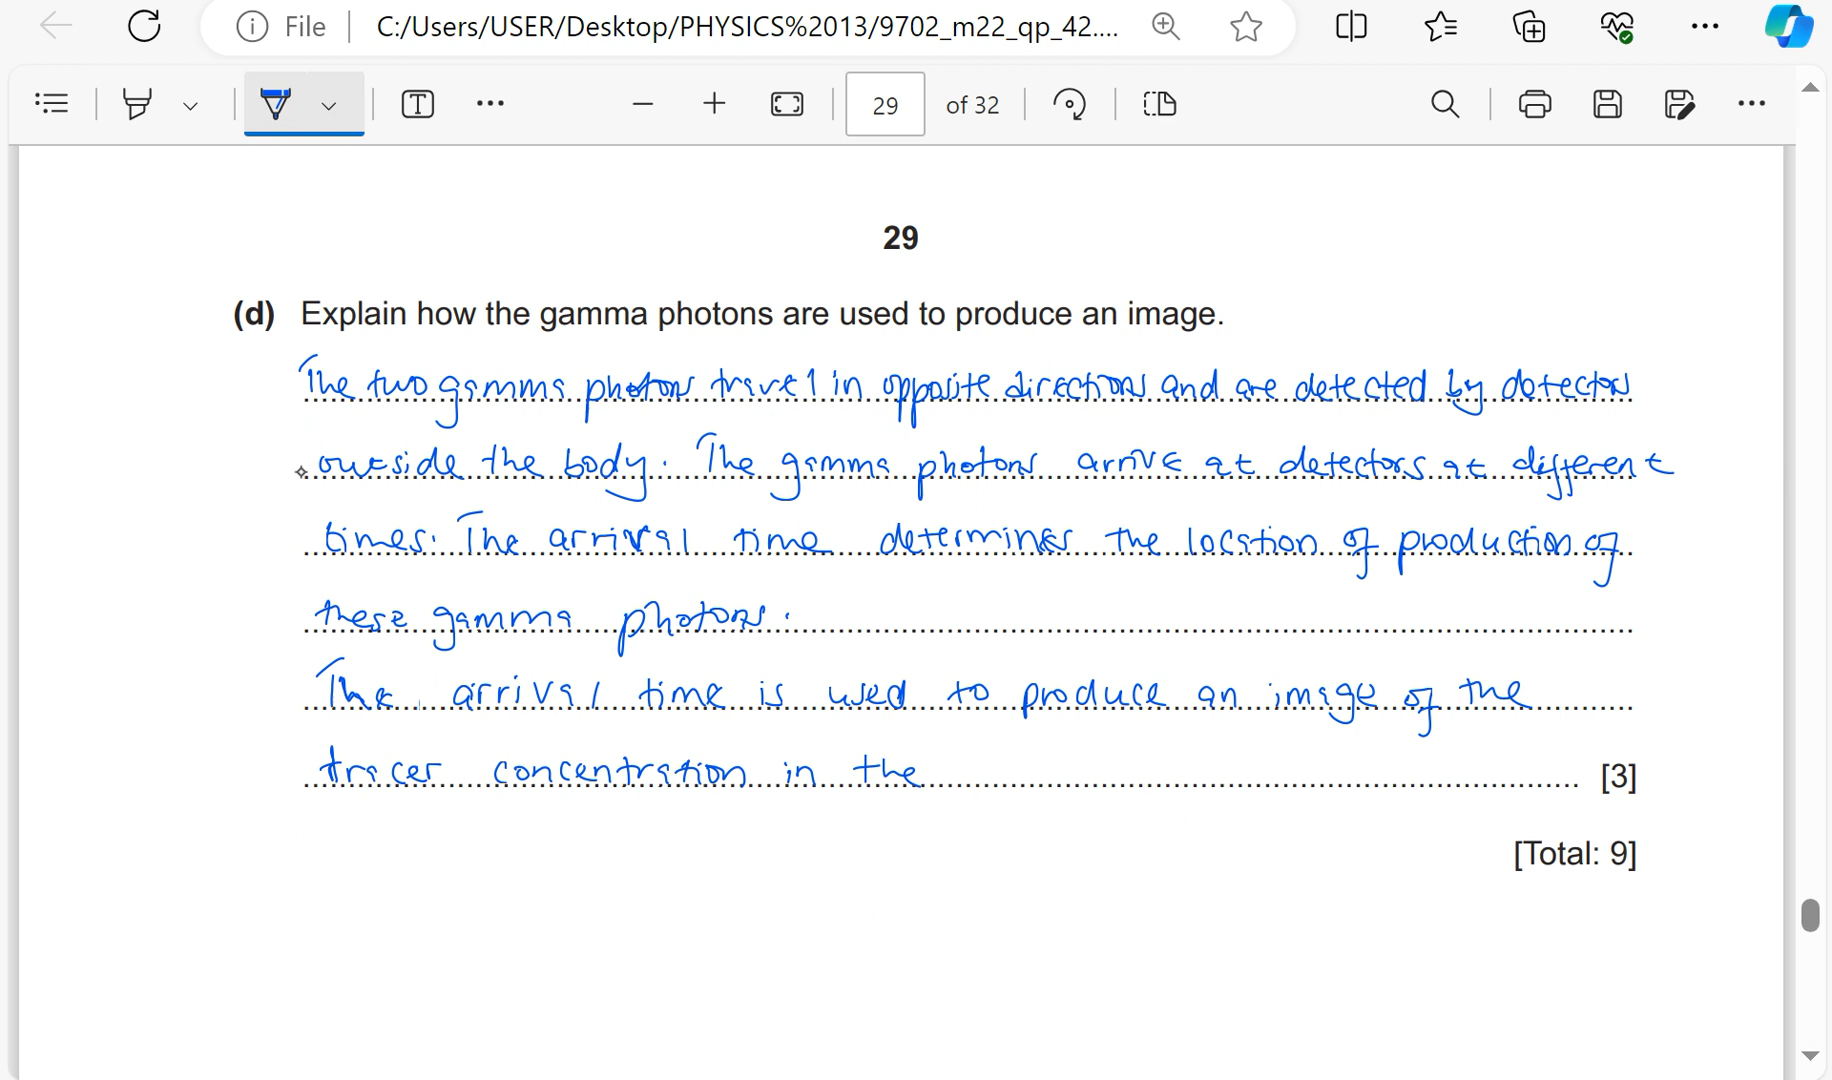 File
C:/Users/USER/Desktop/PHYSICS%2013/9702_m22_qp_42....
29 of 32
29
(d) Explain how the gamma photons are used to produce an image.
The two gamma photons travel in opposite directions and are detected by detectors
outside the body. The gamma photons arrive at detectors at different
times. The arrival time determines the location of production of
these gamma photons.
The arrival time is used to produce an image of the
tracer concentration in the
[3]
[Total: 9]